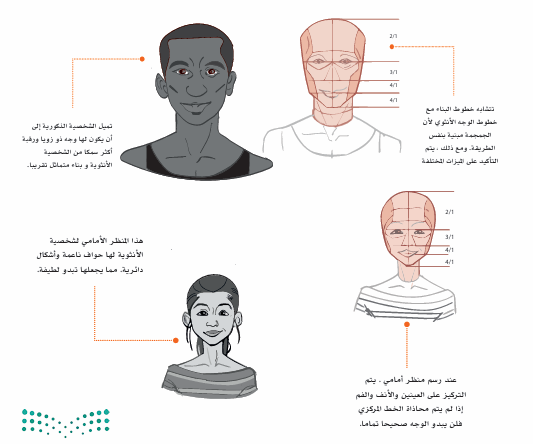 2/1
3/1
4/1
4/1
تتشابه خطوط البناء مع
خطوط الوجه الأنثوي لأن
الجمجمة مبنية بنفس
الطريقة. ومع ذلك ، يتم
التأكيد على الميزات المختلفة
تميل الشخصية الذكورية إلى
أن يكون لها وجه ذو زوايا ورقبة
أكثر سمكا من الشخصية
الأنثوية و بناء متماثل تقريبا.
2/1
3/1
4/1
4/1
هذا المنظر الأمامي لشخصية
الأنثوية لها حواف ناعمة وأشكال
دائرية. مما يجعلها تبدو لطيفة.
عند رسم منظر أمامي . يتم
التركيز على العينين والأنف والفم
إذا لم يتم محاذاة الخط المركزي
فلن يبدو الوجه صحيحا تماما.